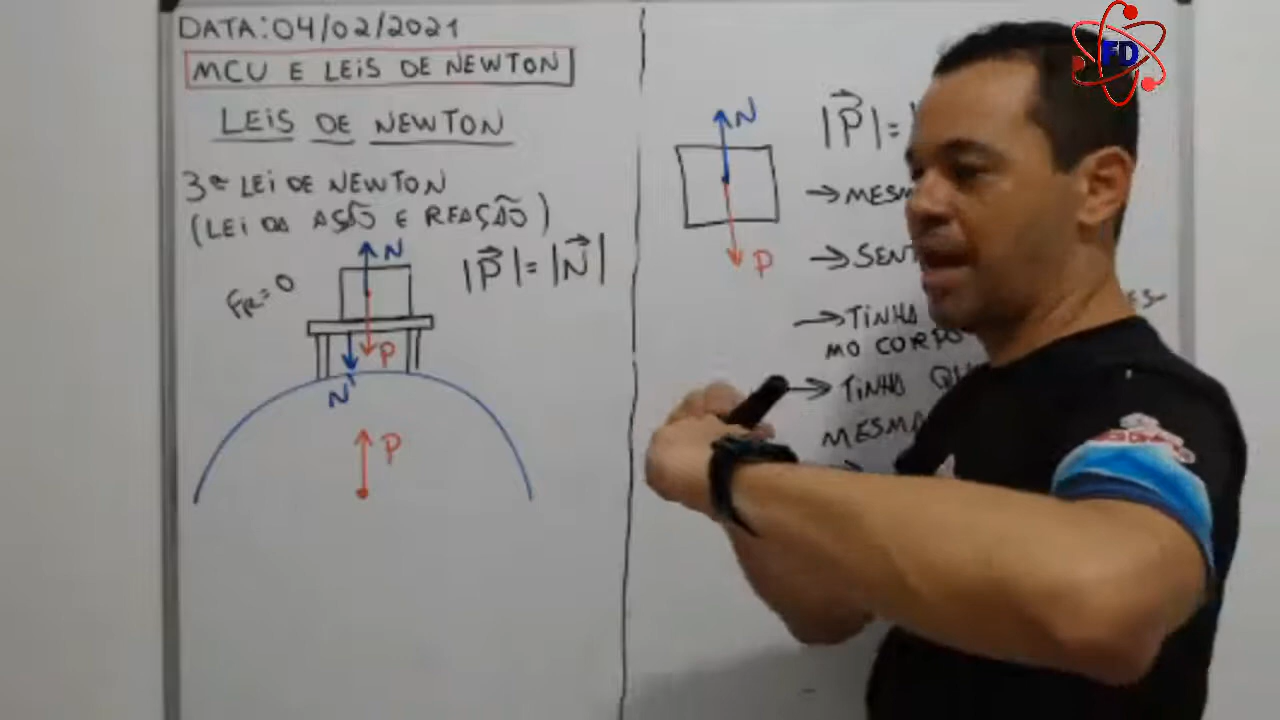 DATA:04/02/2021
MCU E LEIS DE NEWTON
LEIS DE NEWTON
3ª LEI DE NEWTON
(LEI DA AÇÃO E REAÇÃO)
N
|P|=|N|
FR=0
P
N'
P
N
|P|=
P
→
→ SENT
→ TINHA
MO CORPO
→ TINHA
MESMA
FD